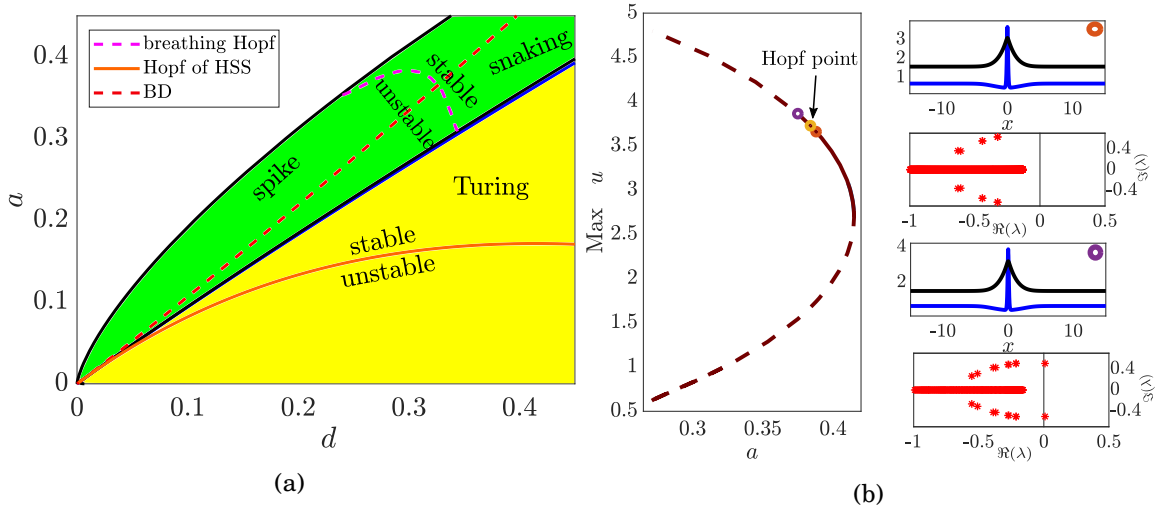 0.4
0.3
0.2
0.1
0
a
0
0.1
0.2
0.3
0.4
d
breathing Hopf
Hopf of HSS
BD
snaking
stable
unstable
spike
Turing
stable
unstable
(a)
5
4.5
4
3.5
3
2.5
2
1.5
1
0.5
Max u
0.3
0.35
0.4
a
Hopf point
3
2
1
-10
0
10
x
0.4
0
-0.4
ℑ(λ)
-1
-0.5
0
0.5
ℜ(λ)
4
2
-10
0
10
x
0.4
0
-0.4
ℑ(λ)
-1
-0.5
0
0.5
ℜ(λ)
(b)